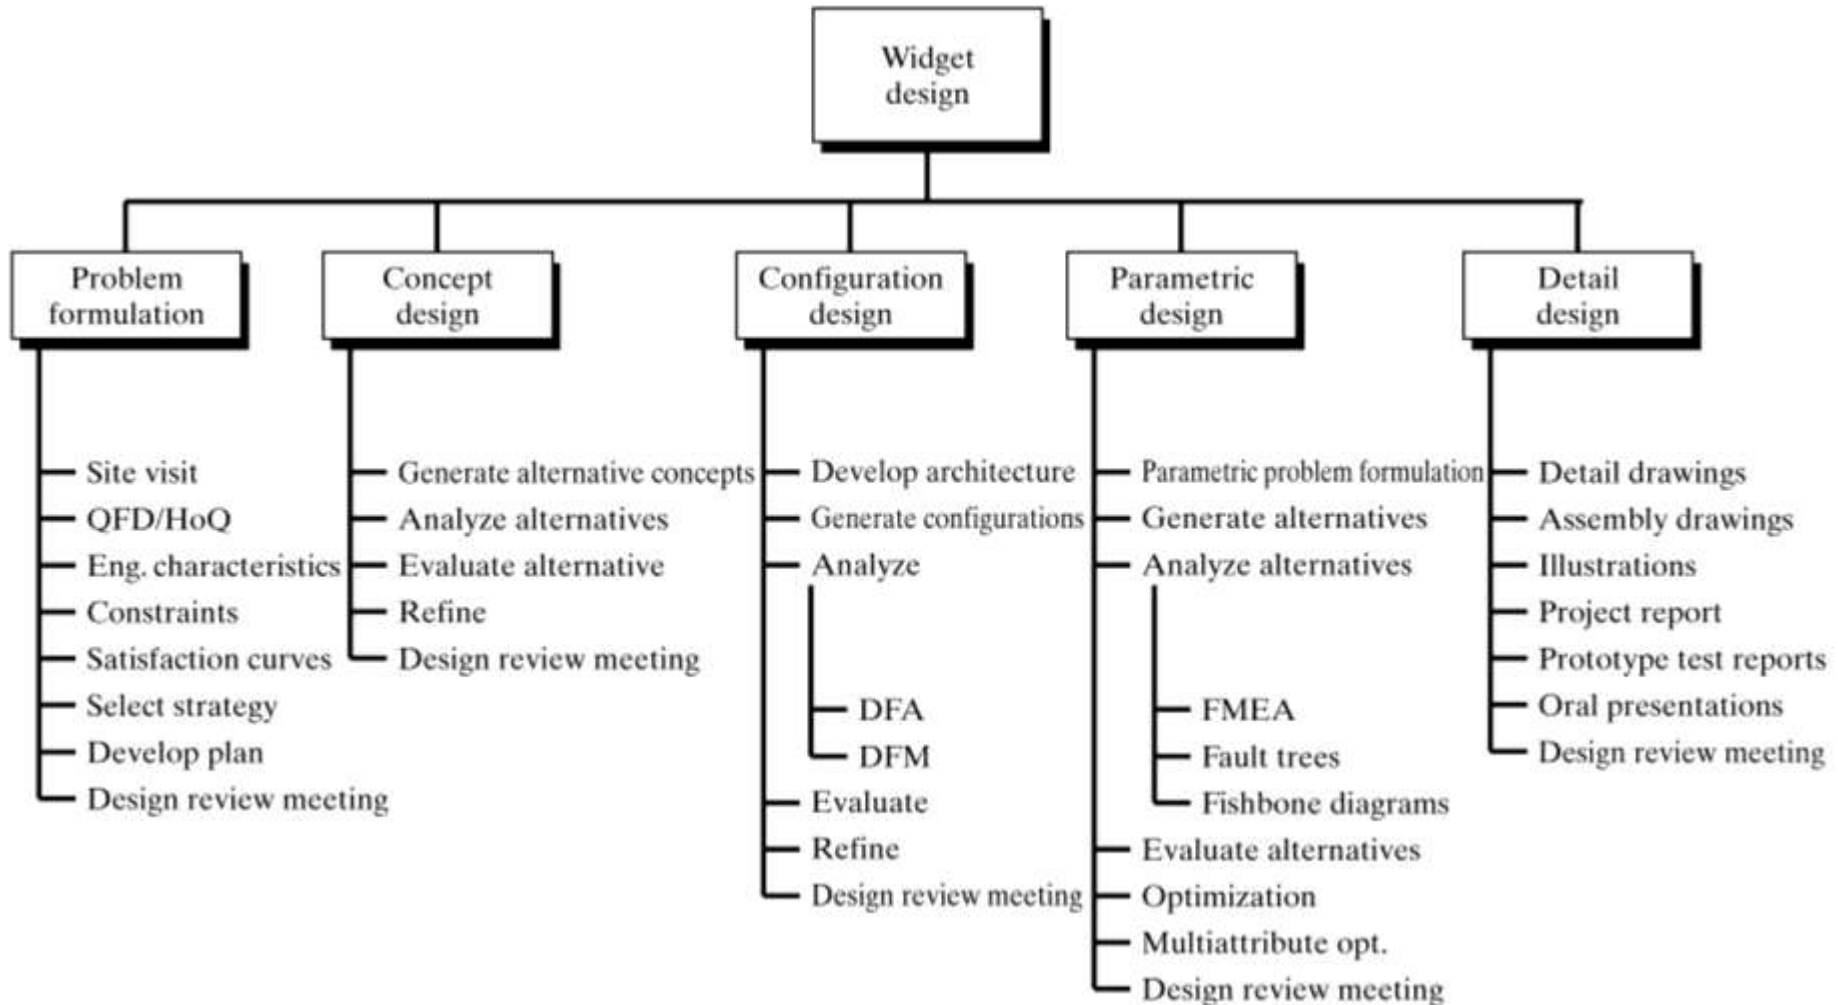 Widget
design
Problem
formulation
Concept
design
Configuration
design
Parametric
design
Detail
design
Site visit
QFD/HoQ
Eng. characteristics
Constraints
Satisfaction curves
Select strategy
Develop plan
Design review meeting
Generate alternative concepts
Analyze alternatives
Evaluate alternative
Refine
Design review meeting
Develop architecture
Generate configurations
Analyze
DFA
DFM
Evaluate
Refine
Design review meeting
Parametric problem formulation
Generate alternatives
Analyze alternatives
FMEA
Fault trees
Fishbone diagrams
Evaluate alternatives
Optimization
Multiattribute opt.
Design review meeting
Detail drawings
Assembly drawings
Illustrations
Project report
Prototype test reports
Oral presentations
Design review meeting